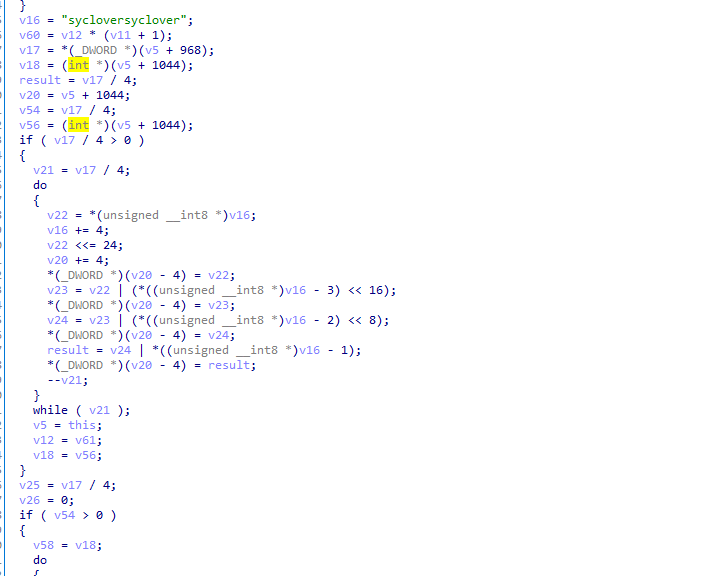 }
v16 = "sycloversyclover";
v60 = v12 * (v11 + 1);
v17 = *(_DWORD *)(v5 + 968);
v18 = (int *)(v5 + 1044);
result = v17 / 4;
v20 = v5 + 1044;
v54 = v17 / 4;
v56 = (int *)(v5 + 1044);
if ( v17 / 4 > 0 )
{
v21 = v17 / 4;
do
{
v22 = *(unsigned __int8 *)v16;
v16 += 4;
v22 <<= 24;
v20 += 4;
*(_DWORD *)(v20 - 4) = v22;
v23 = v22 | (*((unsigned __int8 *)v16 - 3) << 16);
*(_DWORD *)(v20 - 4) = v23;
v24 = v23 | (*((unsigned __int8 *)v16 - 2) << 8);
*(_DWORD *)(v20 - 4) = v24;
result = v24 | *((unsigned __int8 *)v16 - 1);
*(_DWORD *)(v20 - 4) = result;
--v21;
}
while ( v21 );
v5 = this;
v12 = v61;
v18 = v56;
}
v25 = v17 / 4;
v26 = 0;
if ( v54 > 0 )
{
v58 = v18;
do
{